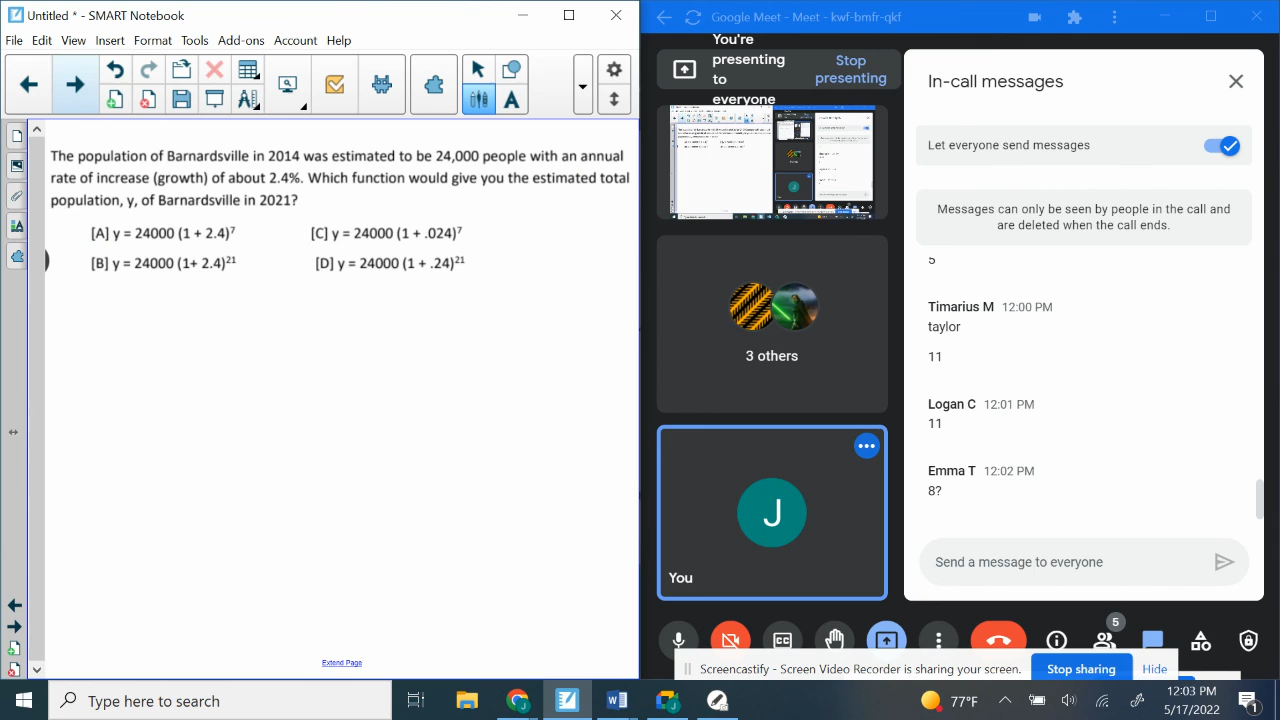 Untitled * - SMART Notebook
File Edit View Insert Format Tools Add-ons Account Help
The population of Barnardsville in 2014 was estimated to be 24,000 people with an annual
rate of increase (growth) of about 2.4%. Which function would give you the estimated total
population, y, of Barnardsville in 2021?
[A] y = 24000 (1 + 2.4)⁷ [C] y = 24000 (1 + .024)⁷
[B] y = 24000 (1+ 2.4)²¹ [D] y = 24000 (1 + .24)²¹
Extend Page
Google Meet - Meet - kwf-bmfr-qkf
You're
presenting
to
everyone
Stop
presenting
3 others
J
You
In-call messages
Let everyone send messages
Messages can only be seen by people in the call and
are deleted when the call ends.
5
Timarius M 12:00 PM
taylor
11
Logan C 12:01 PM
11
Emma T 12:02 PM
8?
Send a message to everyone
5
Screencastify - Screen Video Recorder is sharing your screen.
Stop sharing
Hide
Type here to search
77°F
12:03 PM
5/17/2022
1